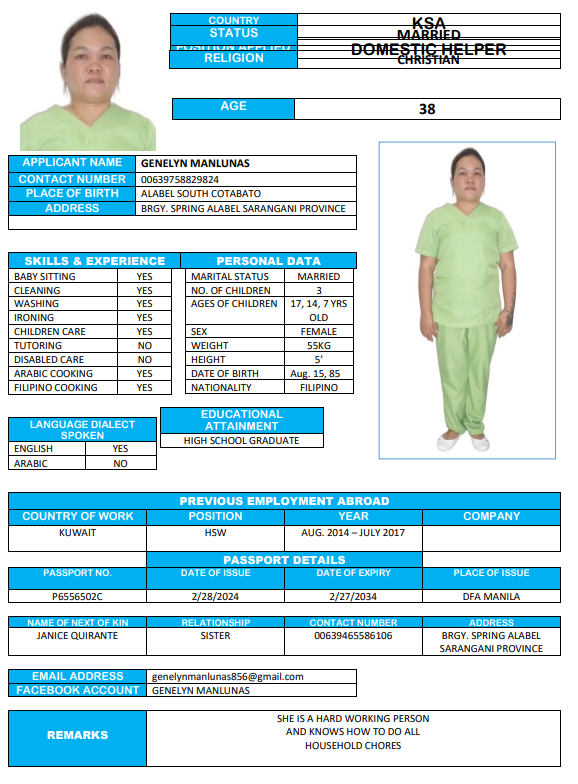 COUNTRY KSA
STATUS MARRIED
POSITION APPLIED DOMESTIC HELPER
RELIGION CHRISTIAN
AGE 38
APPLICANT NAME GENELYN MANLUNAS
CONTACT NUMBER 00639758829824
PLACE OF BIRTH ALABEL SOUTH COTABATO
ADDRESS BRGY. SPRING ALABEL SARANGANI PROVINCE
SKILLS & EXPERIENCE PERSONAL DATA
BABY SITTING YES MARITAL STATUS MARRIED
CLEANING YES NO. OF CHILDREN 3
WASHING YES AGES OF CHILDREN 17, 14, 7 YRS
IRONING YES OLD
CHILDREN CARE YES SEX FEMALE
TUTORING NO WEIGHT 55KG
DISABLED CARE NO HEIGHT 5’
ARABIC COOKING YES DATE OF BIRTH Aug. 15, 85
FILIPINO COOKING YES NATIONALITY FILIPINO
LANGUAGE DIALECT
SPOKEN
ENGLISH YES
ARABIC NO
EDUCATIONAL
ATTAINMENT
HIGH SCHOOL GRADUATE
PREVIOUS EMPLOYMENT ABROAD
COUNTRY OF WORK POSITION YEAR COMPANY
KUWAIT HSW AUG. 2014 – JULY 2017
PASSPORT DETAILS
PASSPORT NO. DATE OF ISSUE DATE OF EXPIRY PLACE OF ISSUE
P6556502C 2/28/2024 2/27/2034 DFA MANILA
NAME OF NEXT OF KIN RELATIONSHIP CONTACT NUMBER ADDRESS
JANICE QUIRANTE SISTER 00639465586106 BRGY. SPRING ALABEL
SARANGANI PROVINCE
EMAIL ADDRESS genelynmanlunas856@gmail.com
FACEBOOK ACCOUNT GENELYN MANLUNAS
REMARKS
SHE IS A HARD WORKING PERSON
AND KNOWS HOW TO DO ALL
HOUSEHOLD CHORES